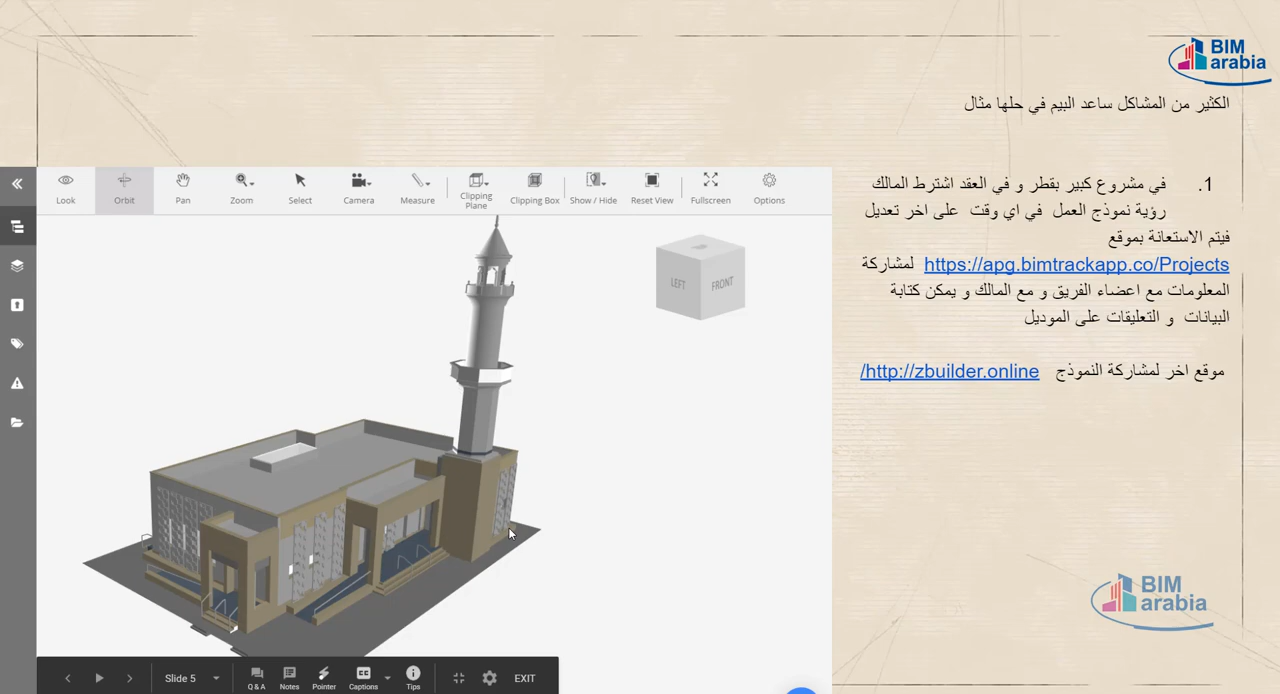 BIM
arabia
الكثير من المشاكل ساعد البيم في حلها مثال
1. في مشروع كبير بقطر و في العقد اشترط المالك
رؤية نموذج العمل في اي وقت على اخر تعديل
فيتم الاستعانة بموقع
https://apg.bimtrackapp.co/Projects لمشاركة
المعلومات مع اعضاء الفريق و مع المالك و يمكن كتابة
البيانات و التعليقات على الموديل
موقع اخر لمشاركة النموذج http://zbuilder.online/
Look
Orbit
Pan
Zoom
Select
Camera
Measure
Clipping
Plane
Clipping Box
Show / Hide
Reset View
Fullscreen
Options
LEFT
FRONT
BIM
arabia
Slide 5
Q & A
Notes
Pointer
CC
Captions
Tips
EXIT